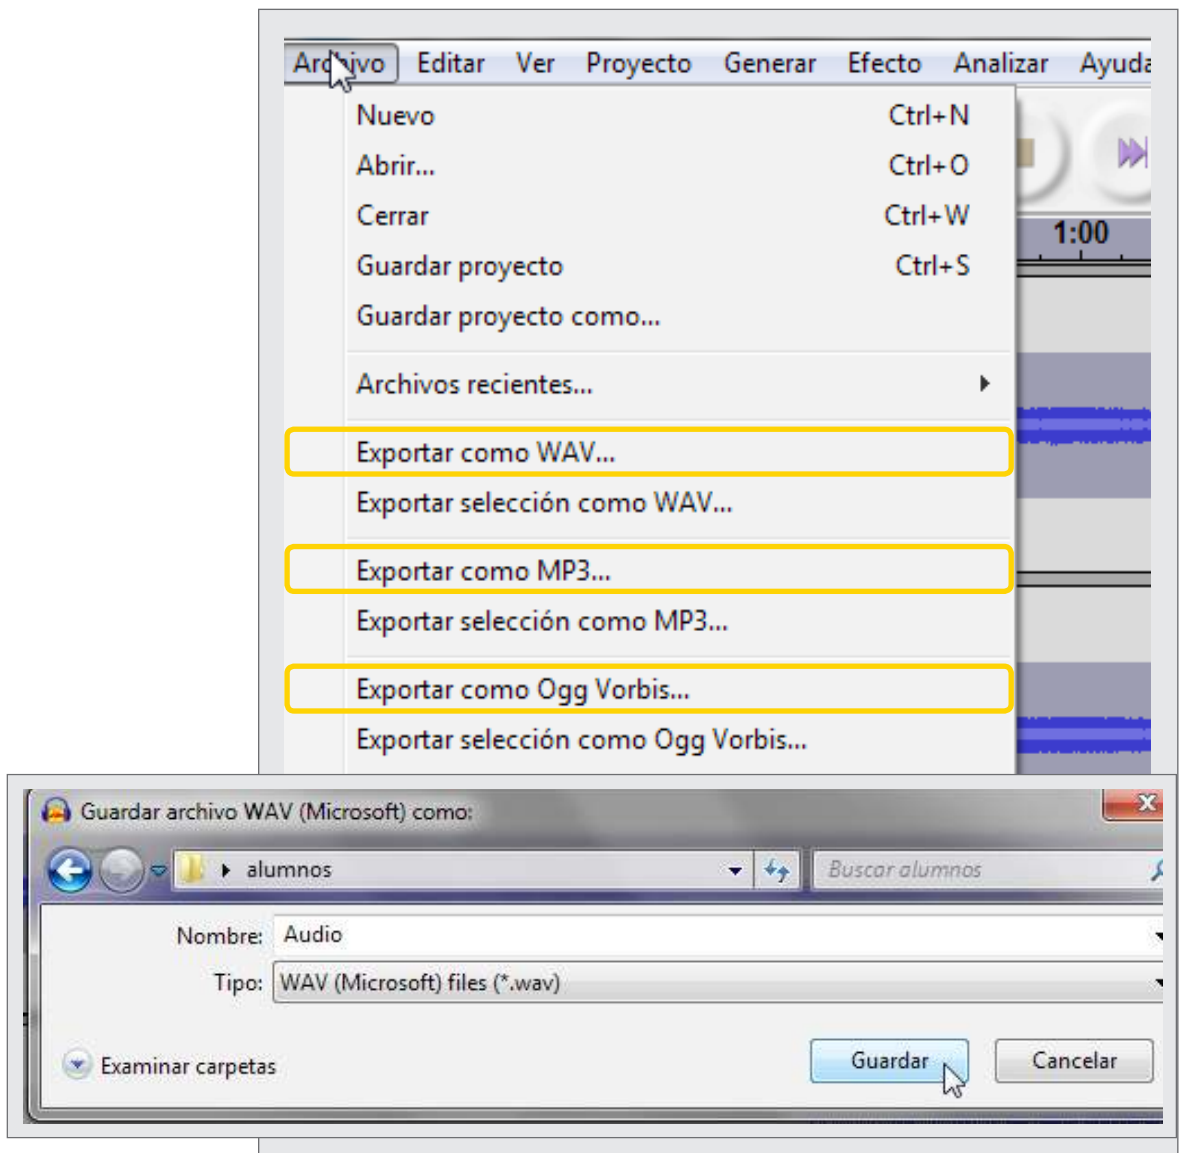 Archivo Editar Ver Proyecto Generar Efecto Analizar Ayuda
Nuevo Ctrl+N
Abrir... Ctrl+O
Cerrar Ctrl+W
Guardar proyecto Ctrl+S
Guardar proyecto como...
1:00
Archivos recientes...
Exportar como WAV...
Exportar selección como WAV...
Exportar como MP3...
Exportar selección como MP3...
Exportar como Ogg Vorbis...
Exportar selección como Ogg Vorbis...
Guardar archivo WAV (Microsoft) como:
alumnos Buscar alumnos
Nombre: Audio
Tipo: WAV (Microsoft) files (*.wav)
Examinar carpetas Guardar Cancelar